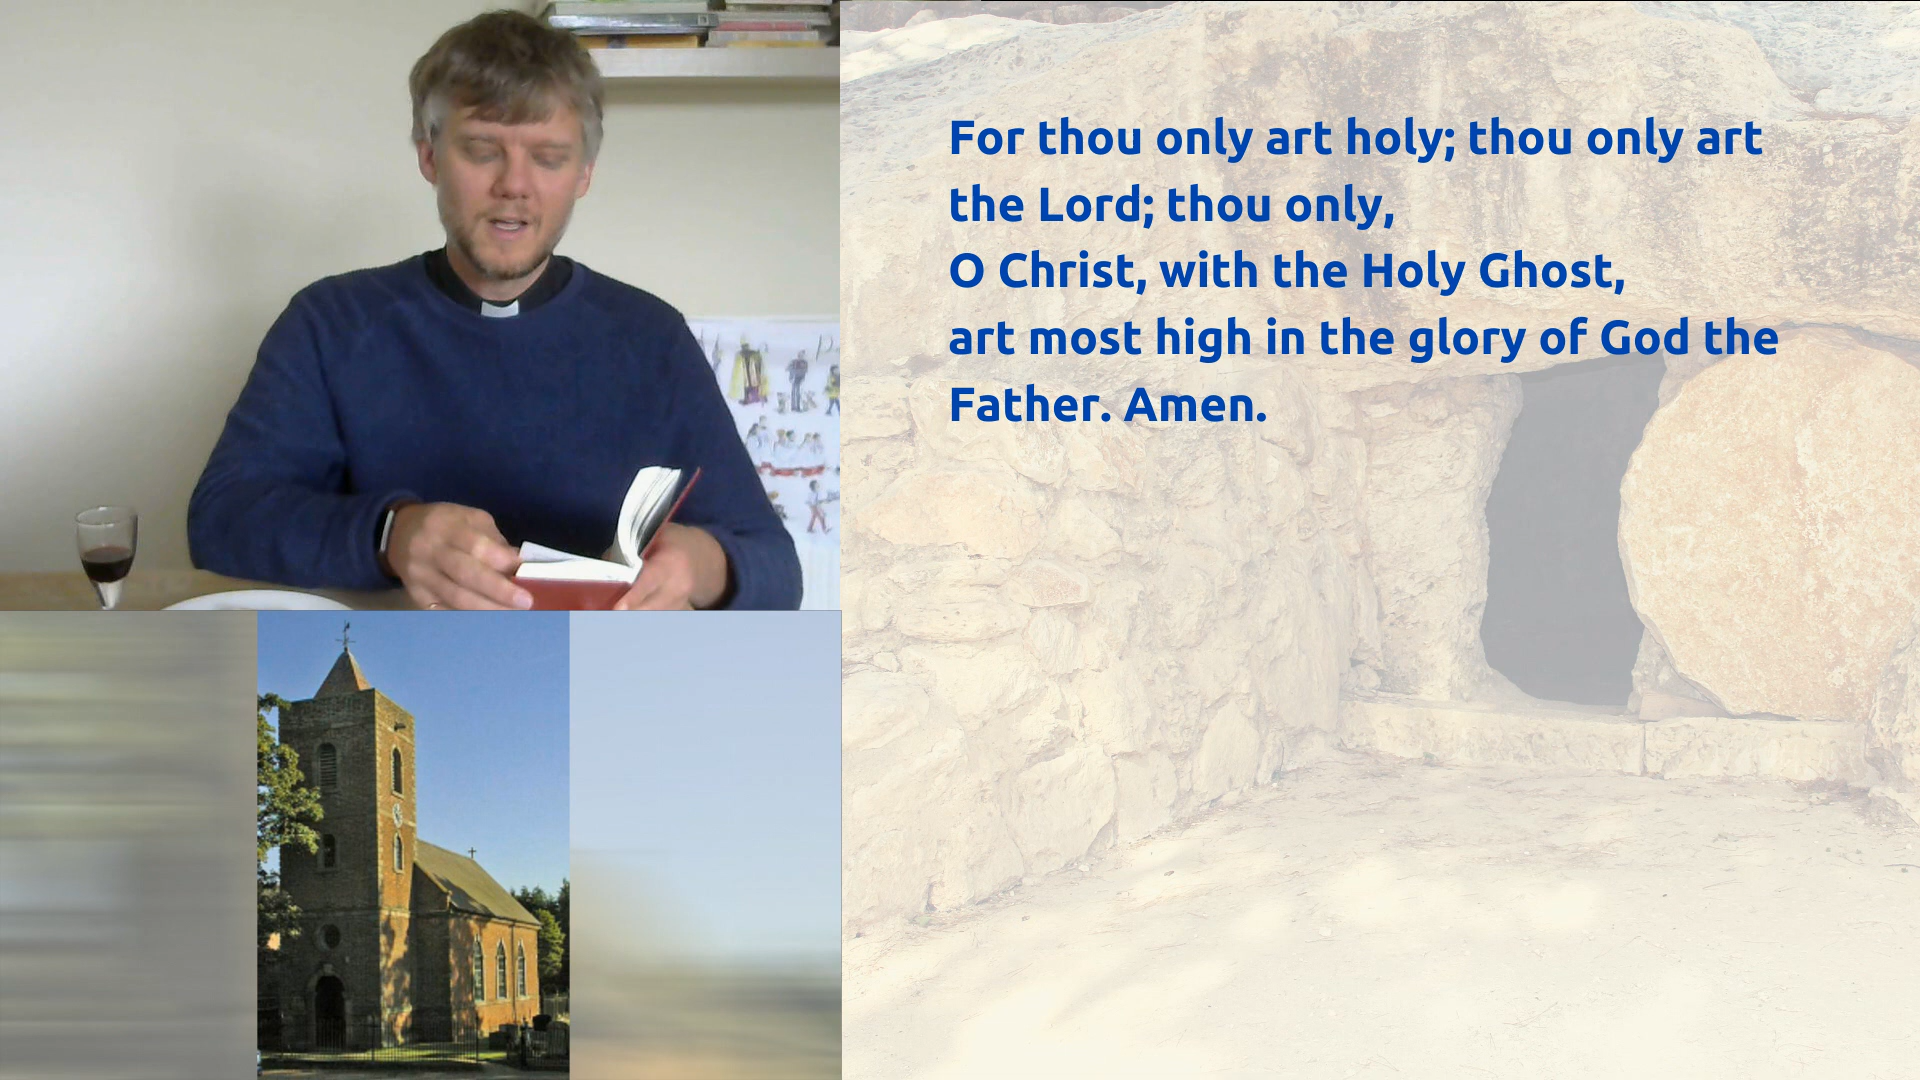 For thou only art holy; thou only art
the Lord; thou only,
O Christ, with the Holy Ghost,
art most high in the glory of God the
Father. Amen.